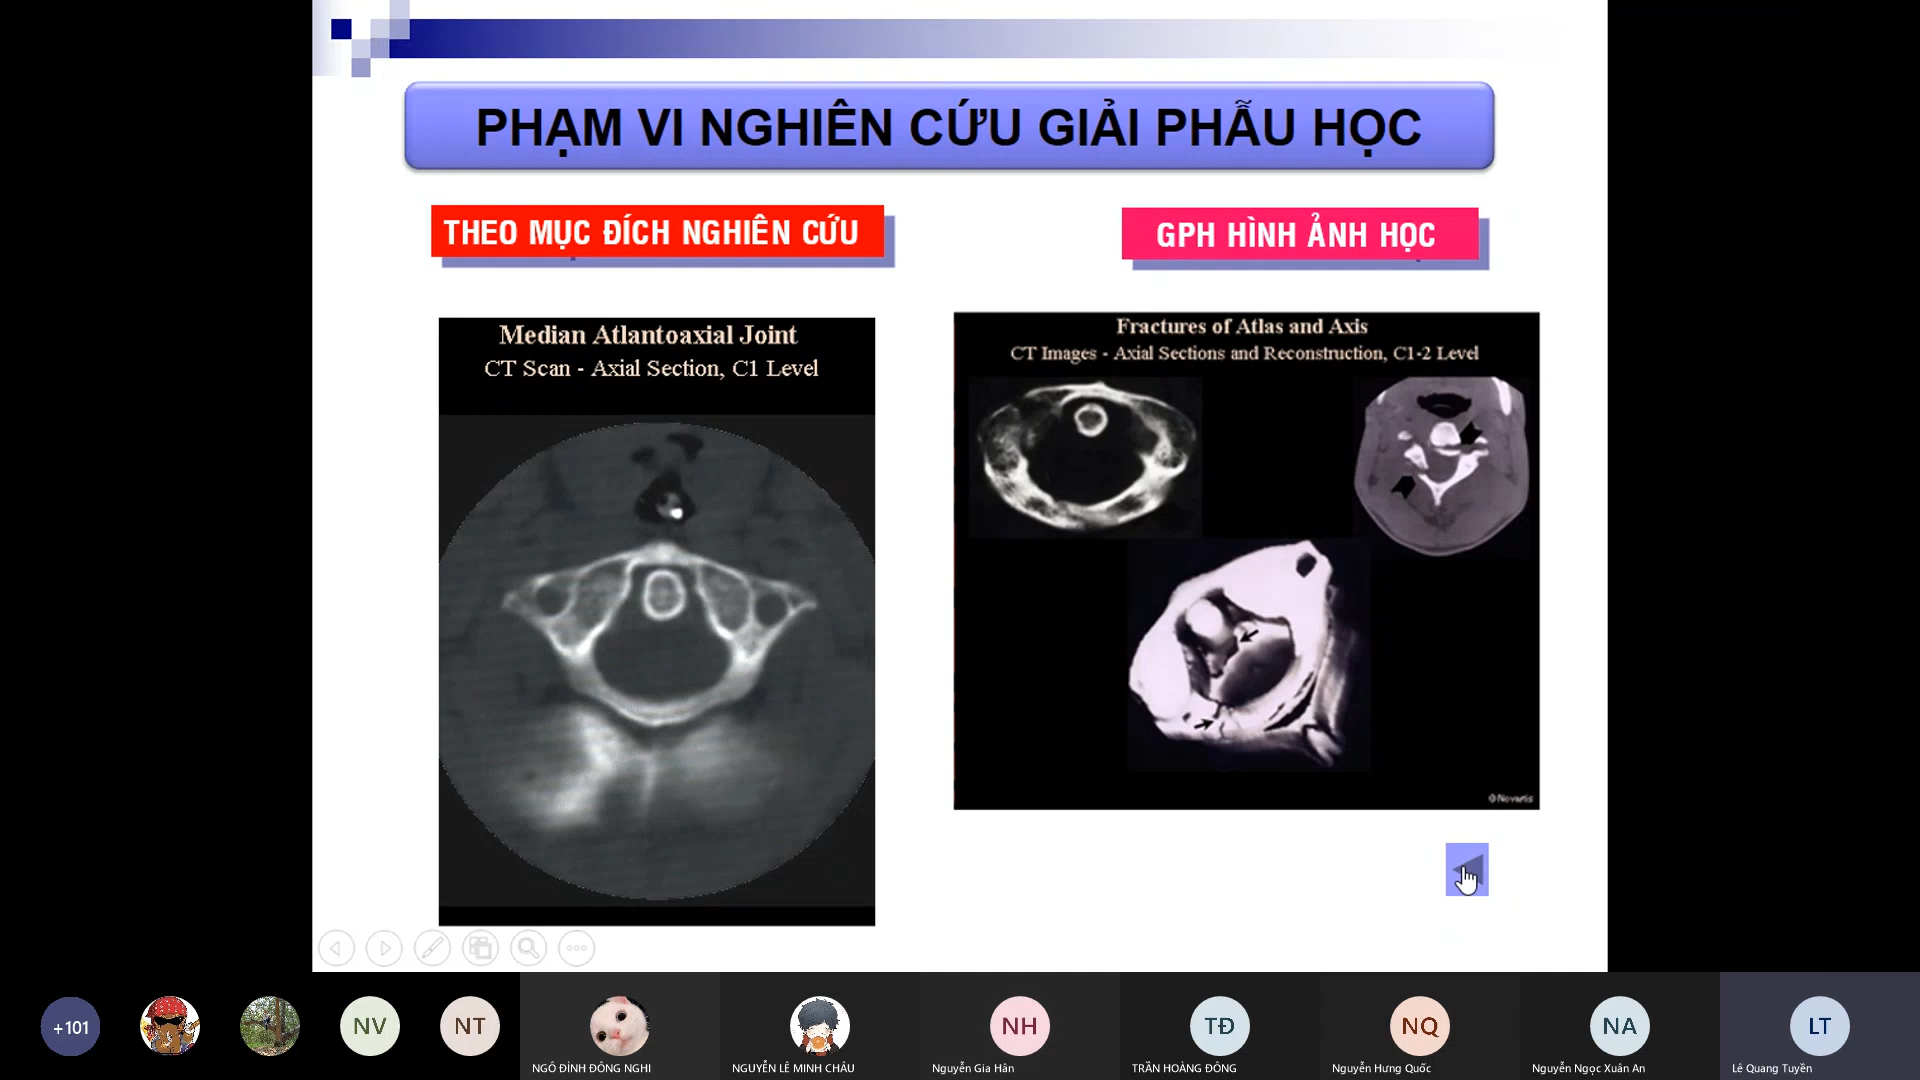 PHẠM VI NGHIÊN CỨU GIẢI PHẪU HỌC
THEO MỤC ĐÍCH NGHIÊN CỨU
GPH HÌNH ẢNH HỌC
Median Atlantoaxial Joint
CT Scan - Axial Section, C1 Level
Fractures of Atlas and Axis
CT Images - Axial Sections and Reconstruction, C1-2 Level
© Novartis
+101
NV
NT
NGÔ ĐÌNH ĐÔNG NGHI
NGUYỄN LÊ MINH CHÂU
NH
Nguyễn Gia Hân
TĐ
TRẦN HOÀNG ĐÔNG
NQ
Nguyễn Hưng Quốc
NA
Nguyễn Ngọc Xuân An
LT
Lê Quang Tuyền